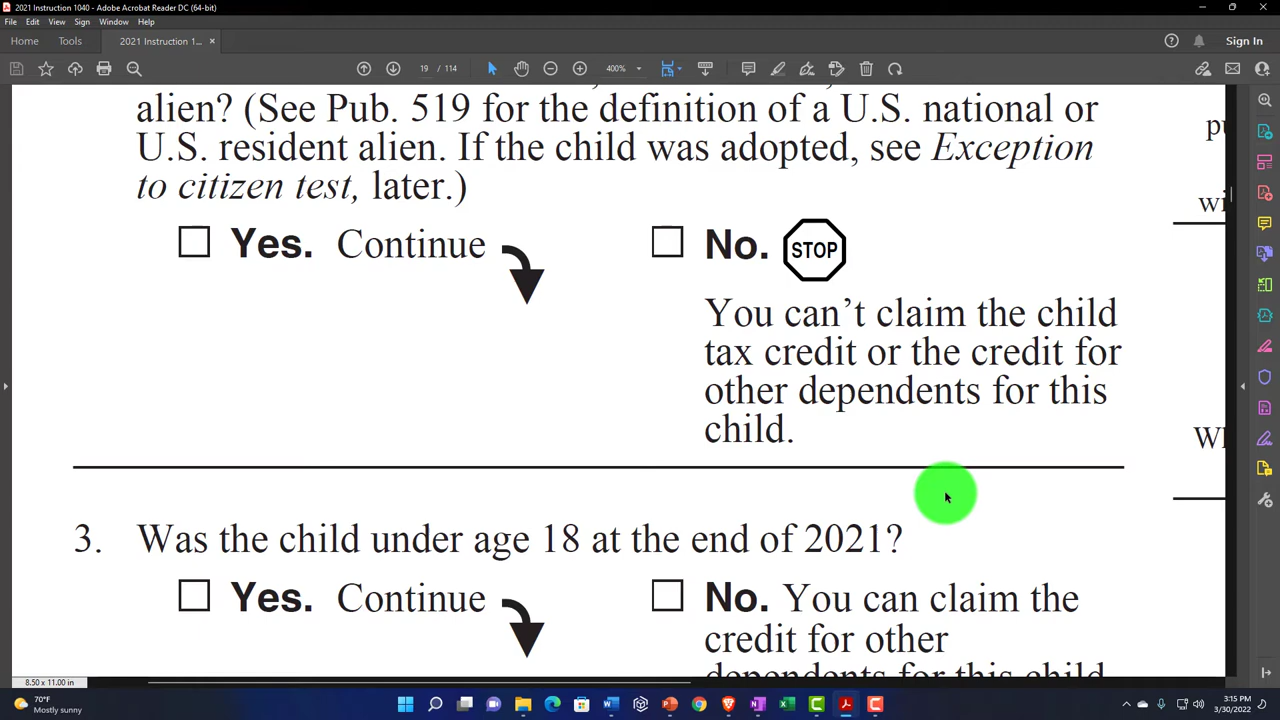 2021 Instruction 1040 - Adobe Acrobat Reader DC (64-bit)
File Edit View Sign Window Help
Home Tools 2021 Instruction 1... × Sign In
19 / 114 400%
alien? (See Pub. 519 for the definition of a U.S. national or
U.S. resident alien. If the child was adopted, see Exception
to citizen test, later.)
Yes. Continue No. STOP
You can’t claim the child
tax credit or the credit for
other dependents for this
child.
3. Was the child under age 18 at the end of 2021?
Yes. Continue No. You can claim the
credit for other
dependents for this child
8.50 x 11.00 in
70°F
Mostly sunny
3:15 PM
3/30/2022